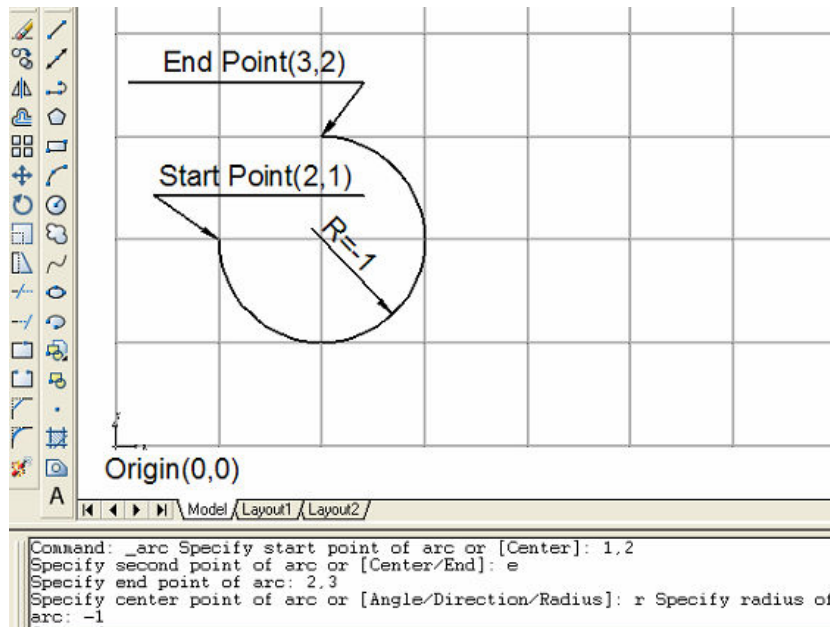 End Point(3,2)
Start Point(2,1)
R=-1
Origin(0,0)
A
Model Layout1 Layout2
Command: _arc Specify start point of arc or [Center]: 1,2
Specify second point of arc or [Center/End]: e
Specify end point of arc: 2,3
Specify center point of arc or [Angle/Direction/Radius]: r Specify radius of
arc: -1